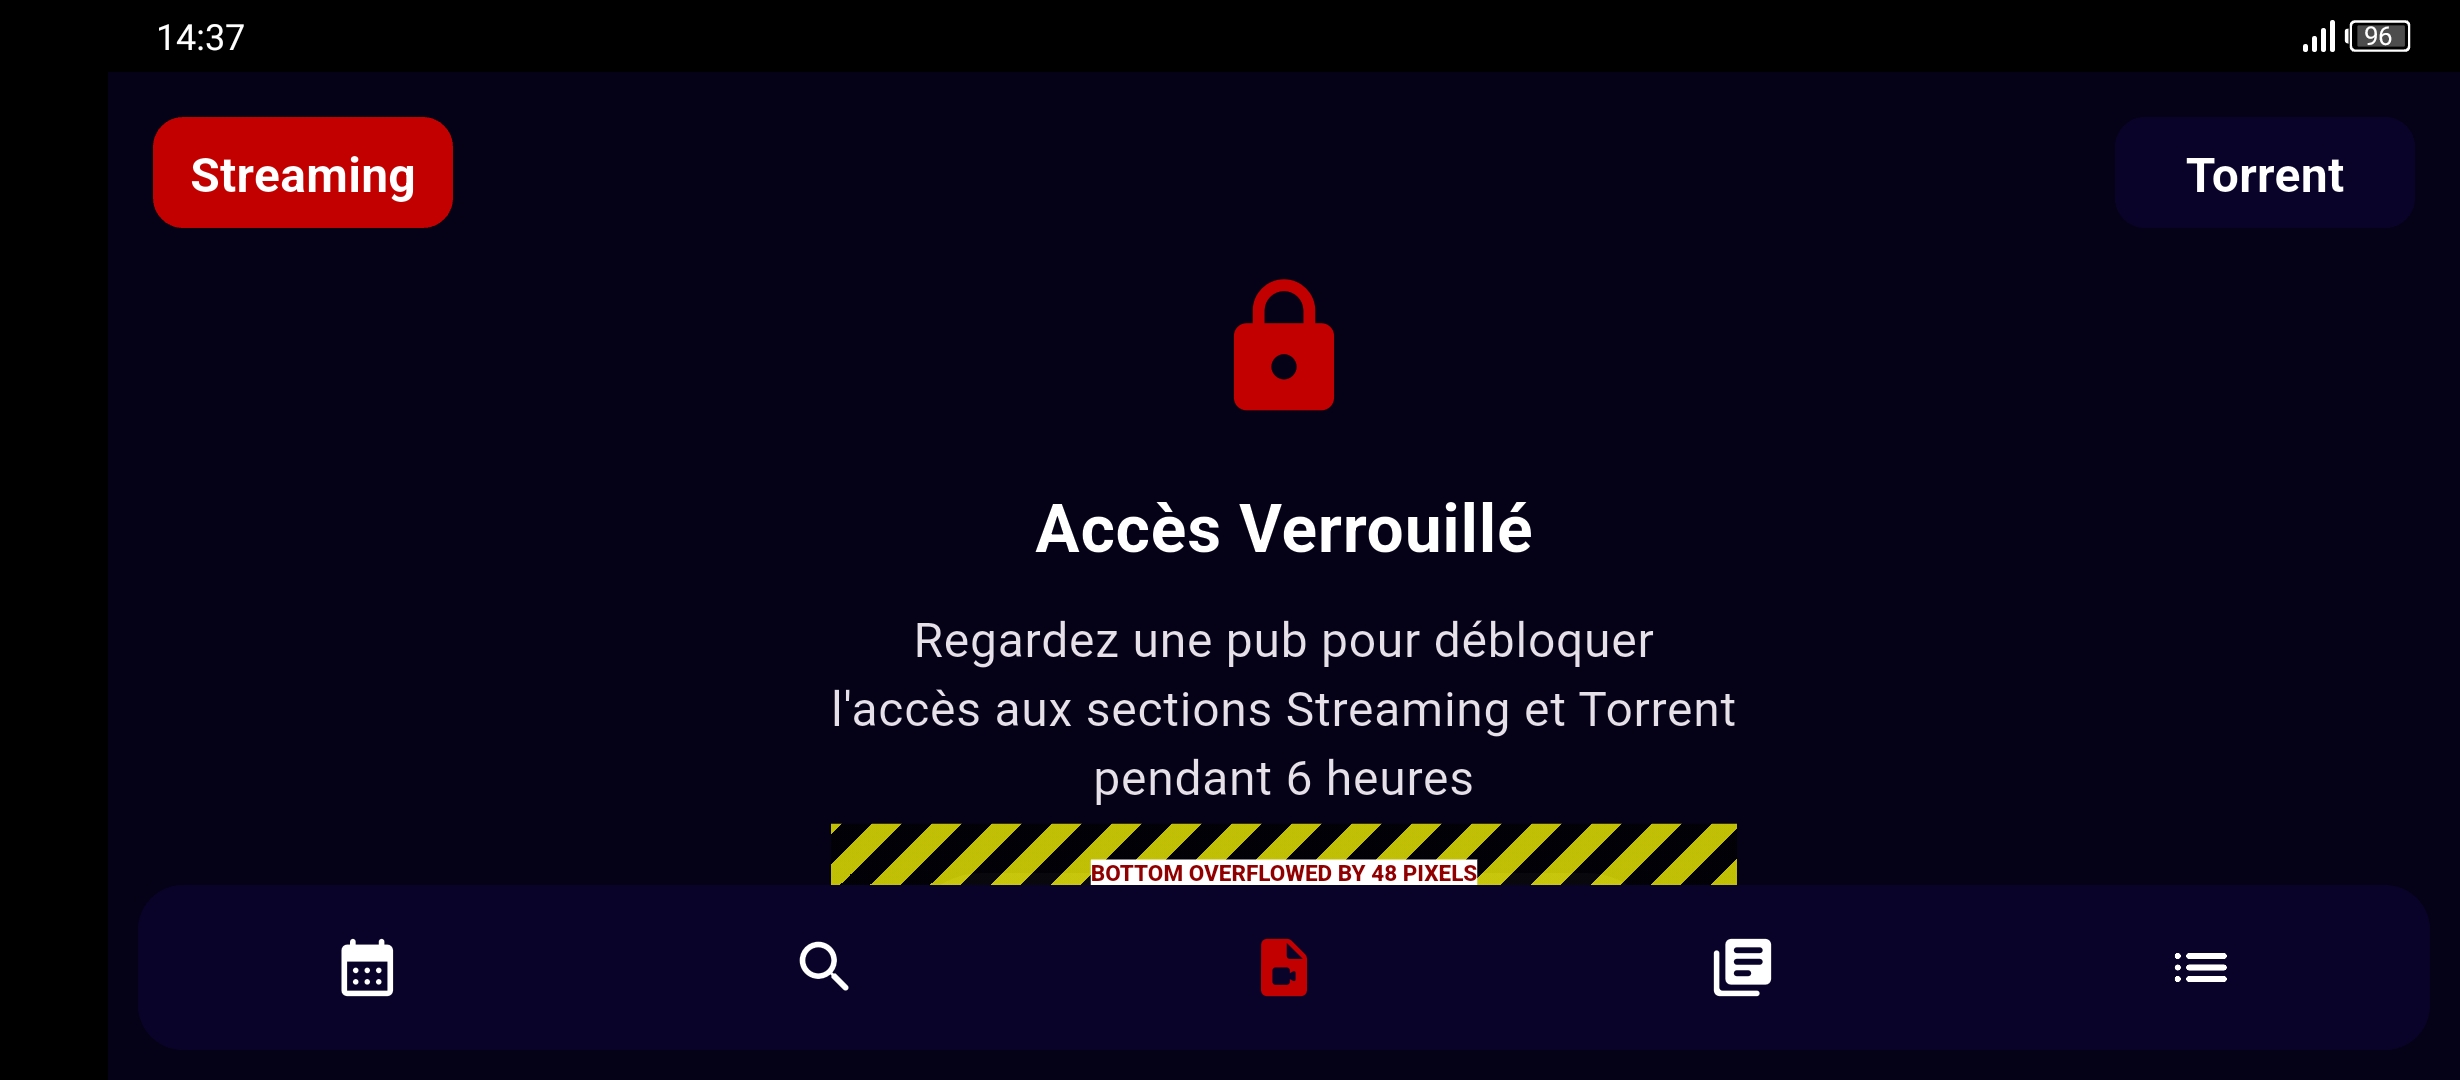 14:37
96
Streaming
Torrent
Accès Verrouillé
Regardez une pub pour débloquer
l'accès aux sections Streaming et Torrent
pendant 6 heures
BOTTOM OVERFLOWED BY 48 PIXELS